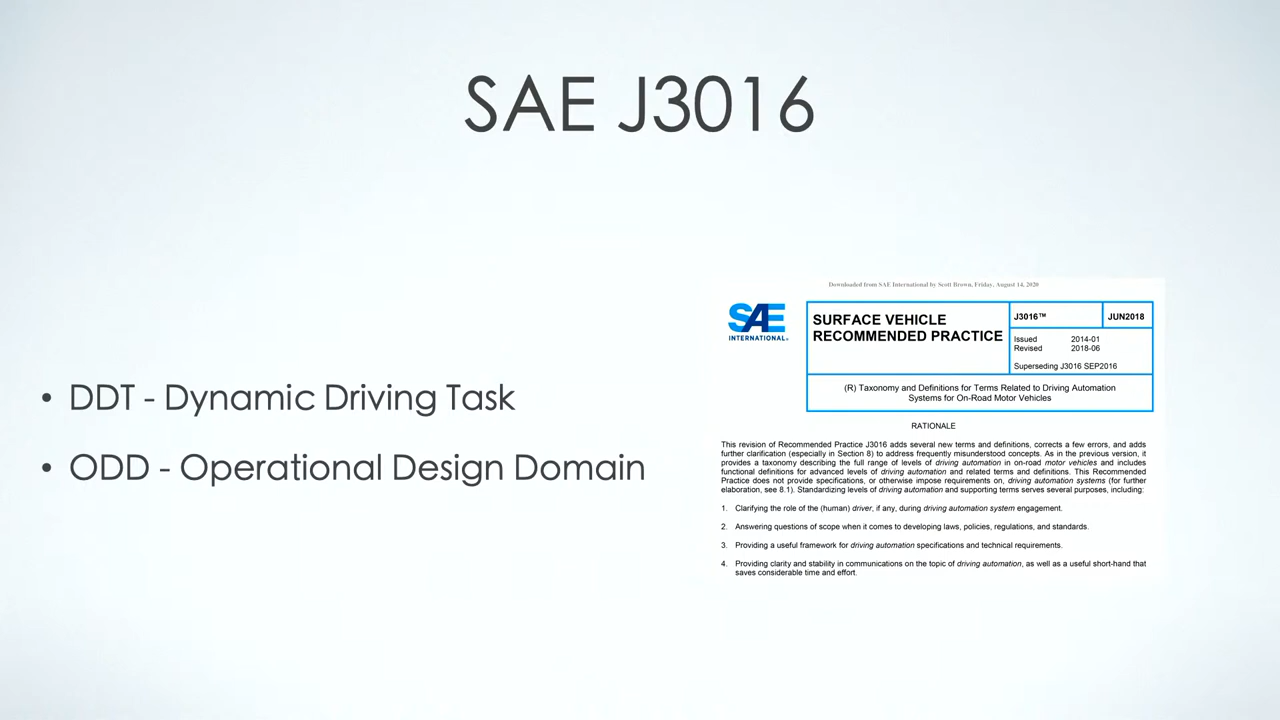 SAE J3016
• DDT - Dynamic Driving Task
• ODD - Operational Design Domain
Downloaded from SAE International by Scott Brown, Friday, August 14, 2020
SAE
INTERNATIONAL®
SURFACE VEHICLE
RECOMMENDED PRACTICE
J3016™
JUN2018
Issued 2014-01
Revised 2018-06
Superseding J3016 SEP2016
(R) Taxonomy and Definitions for Terms Related to Driving Automation
Systems for On-Road Motor Vehicles
RATIONALE
This revision of Recommended Practice J3016 adds several new terms and definitions, corrects a few errors, and adds
further clarification (especially in Section 8) to address frequently misunderstood concepts. As in the previous version, it
provides a taxonomy describing the full range of levels of driving automation in on-road motor vehicles and includes
functional definitions for advanced levels of driving automation and related terms and definitions. This Recommended
Practice does not provide specifications, or otherwise impose requirements on, driving automation systems (for further
elaboration, see 8.1). Standardizing levels of driving automation and supporting terms serves several purposes, including:
1. Clarifying the role of the (human) driver, if any, during driving automation system engagement.
2. Answering questions of scope when it comes to developing laws, policies, regulations, and standards.
3. Providing a useful framework for driving automation specifications and technical requirements.
4. Providing clarity and stability in communications on the topic of driving automation, as well as a useful short-hand that
saves considerable time and effort.